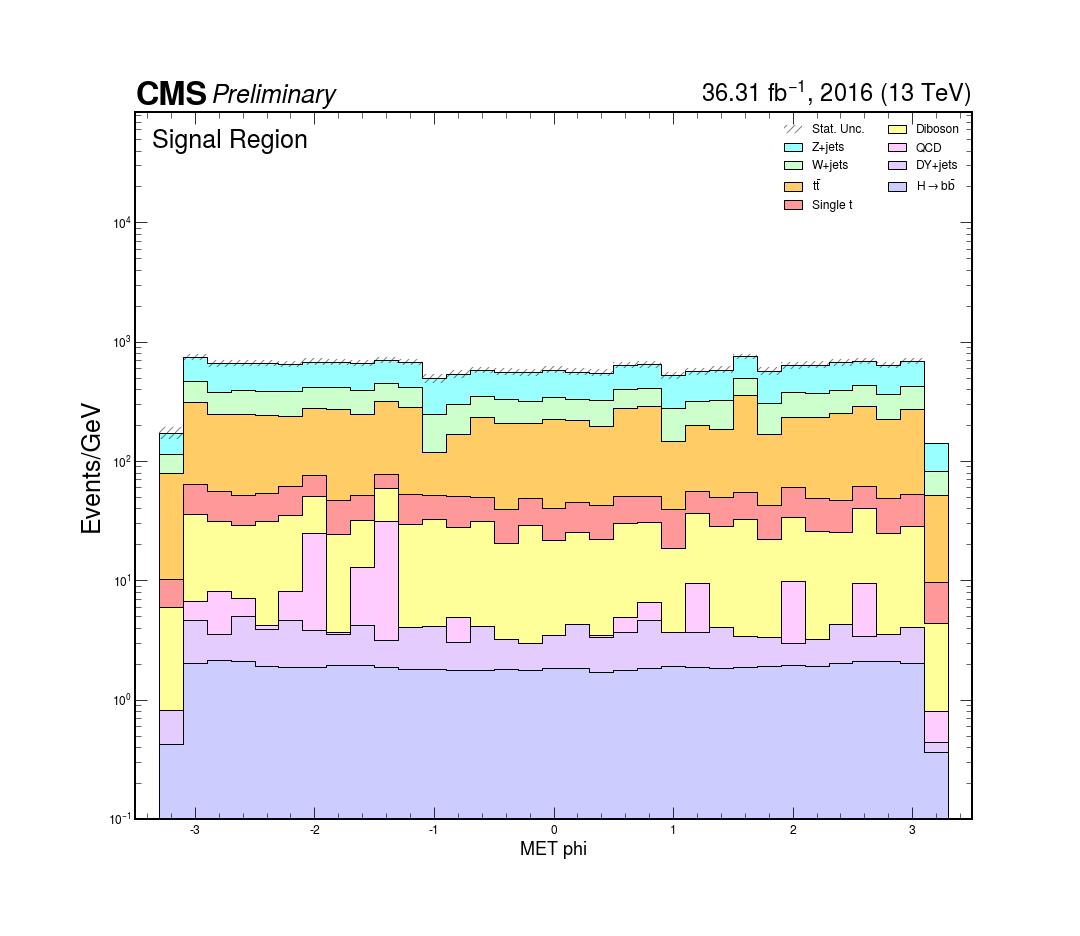 CMS Preliminary
36.31 fb⁻¹, 2016 (13 TeV)
Signal Region
Stat. Unc.
Z+jets
W+jets
tt̄
Single t
Diboson
QCD
DY+jets
H→bb̄
Events/GeV
10⁴
10³
10²
10¹
10⁰
10⁻¹
-3 -2 -1 0 1 2 3
MET phi